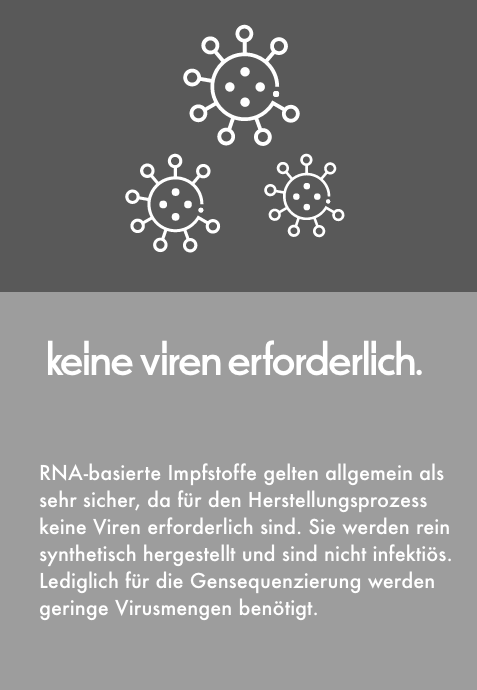 keine viren erforderlich.
RNA-basierte Impfstoffe gelten allgemein als
sehr sicher, da für den Herstellungsprozess
keine Viren erforderlich sind. Sie werden rein
synthetisch hergestellt und sind nicht infektiös.
Lediglich für die Gensequenzierung werden
geringe Virusmengen benötigt.